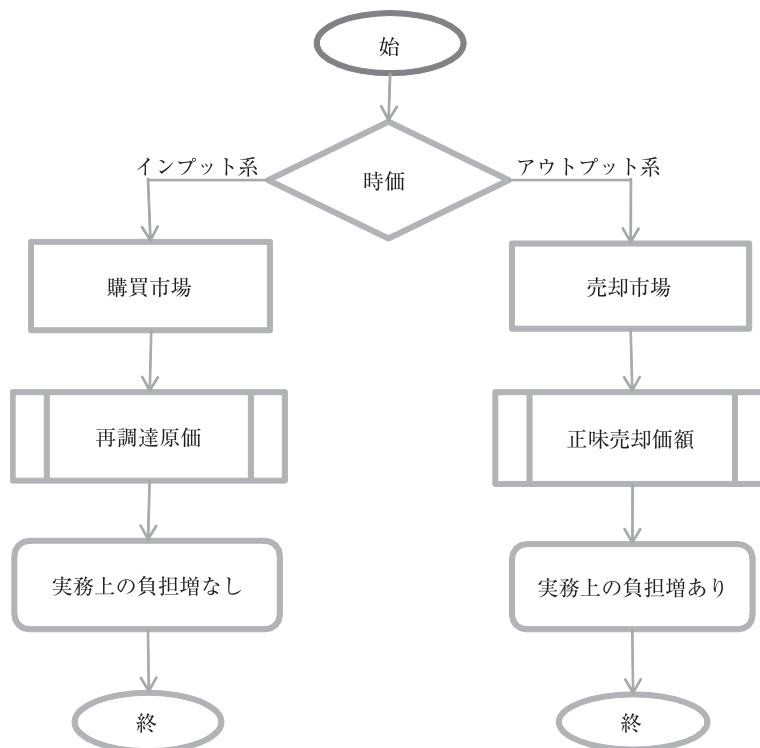 始
インプット系
アウトプット系
時価
購買市場
売却市場
再調達原価
正味売却価額
実務上の負担増なし
実務上の負担増あり
終
終